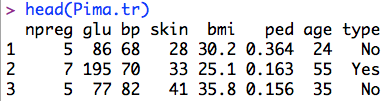 > head(Pima.tr)
  npreg glu bp skin  bmi   ped age type
1     5  86 68   28 30.2 0.364  24   No
2     7 195 70   33 25.1 0.163  55  Yes
3     5  77 82   41 35.8 0.156  35   No